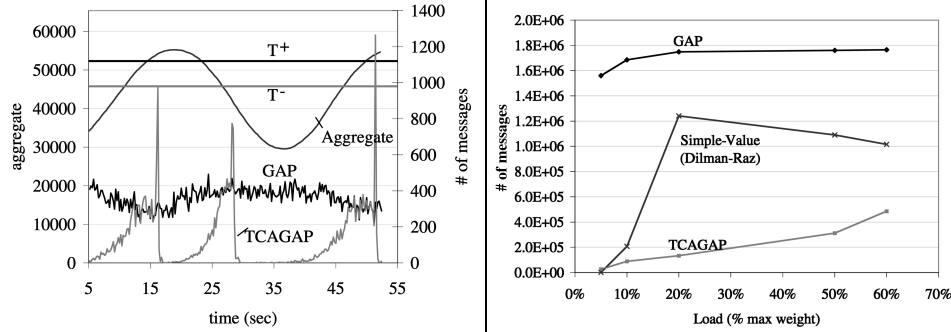 1400
60000
1200
50000
1000
40000
800
30000
600
20000
400
10000
200
0
0
aggregate
# of messages
T+
T-
Aggregate
GAP
TCAGAP
5
15
25
35
45
55
time (sec)
2.0E+06
1.8E+06
1.6E+06
1.4E+06
1.2E+06
1.0E+06
8.0E+05
6.0E+05
4.0E+05
2.0E+05
0.0E+00
# of messages
GAP
Simple-Value
(Dilman-Raz)
TCAGAP
0%
10%
20%
30%
40%
50%
60%
70%
Load (% max weight)